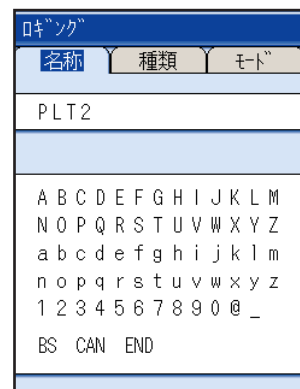 ロギング
名称 種類 モード
PLT2
A B C D E F G H I J K L M
N O P Q R S T U V W X Y Z
a b c d e f g h i j k l m
n o p q r s t u v w x y z
1 2 3 4 5 6 7 8 9 0 @ _
BS CAN END